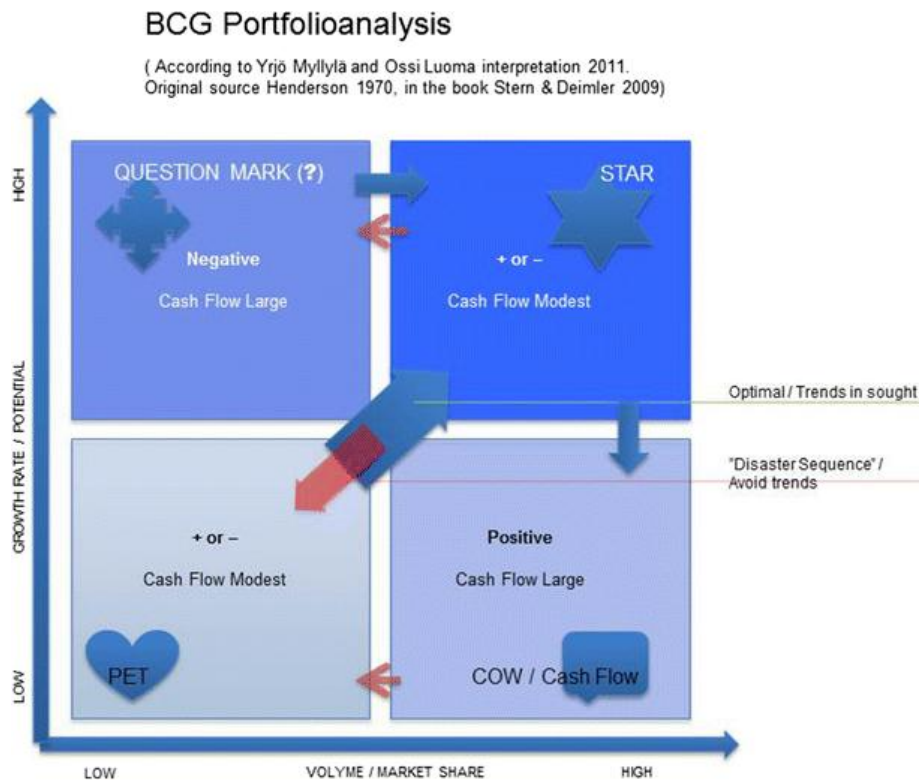 BCG Portfolioanalysis
( According to Yrjö Myllylä and Ossi Luoma interpretation 2011.
Original source Henderson 1970, in the book Stern & Deimler 2009)
HIGH
GROWTH RATE / POTENTIAL
LOW
QUESTION MARK (?)
Negative
Cash Flow Large
STAR
+ or –
Cash Flow Modest
Optimal / Trends in sought
"Disaster Sequence" /
Avoid trends
+ or –
Cash Flow Modest
PET
Positive
Cash Flow Large
COW / Cash Flow
LOW
VOLYME / MARKET SHARE
HIGH